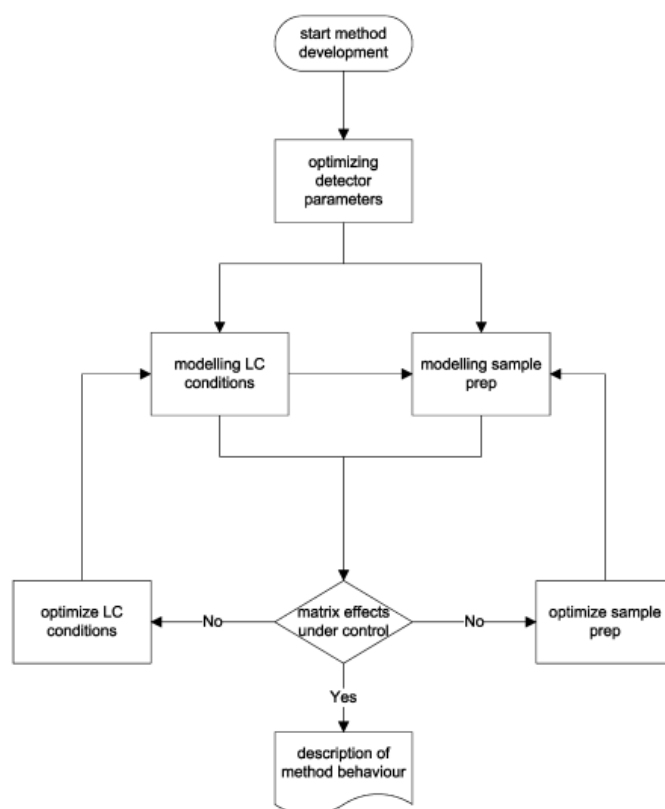 start method
development
optimizing
detector
parameters
modelling LC
conditions
modelling sample
prep
optimize LC
conditions
No
matrix effects
under control
No
optimize sample
prep
Yes
description of
method behaviour